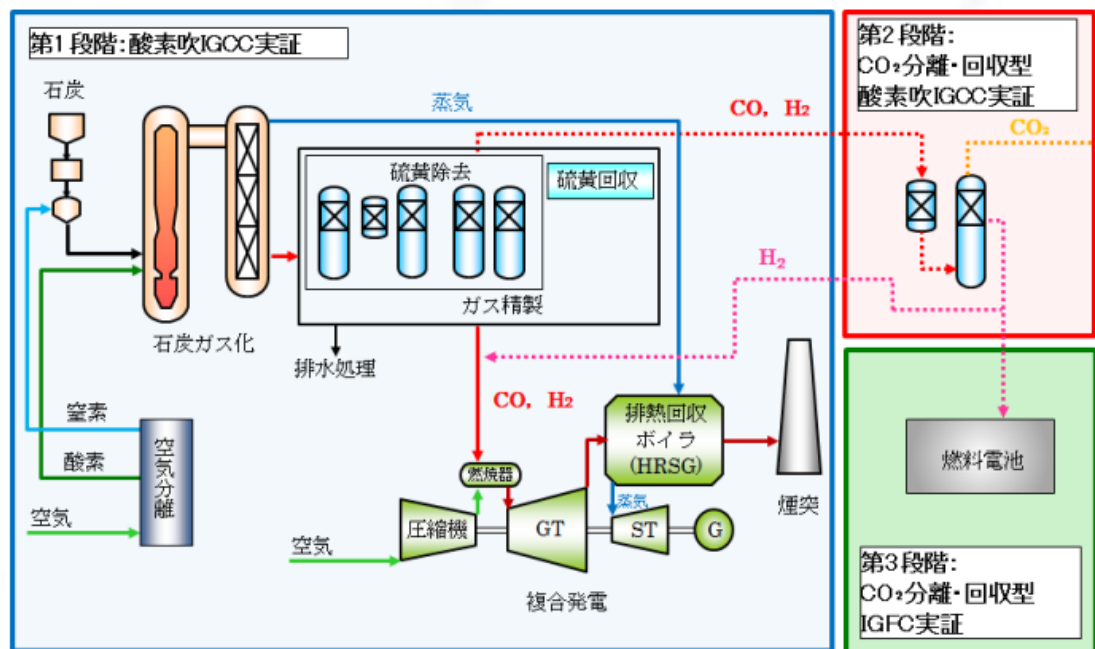 第1段階:酸素吹IGCC実証
石炭
蒸気
硫黄除去
硫黄回収
ガス精製
石炭ガス化
排水処理
CO, H₂
窒素
酸素
空気
空気分離
CO, H₂
燃焼器
空気
圧縮機
GT
排熱回収
ボイラ
(HRSG)
蒸気
ST
G
複合発電
煙突
H₂
第2段階:
CO₂分離・回収型
酸素吹IGCC実証
CO₂
燃料電池
第3段階:
CO₂分離・回収型
IGFC実証